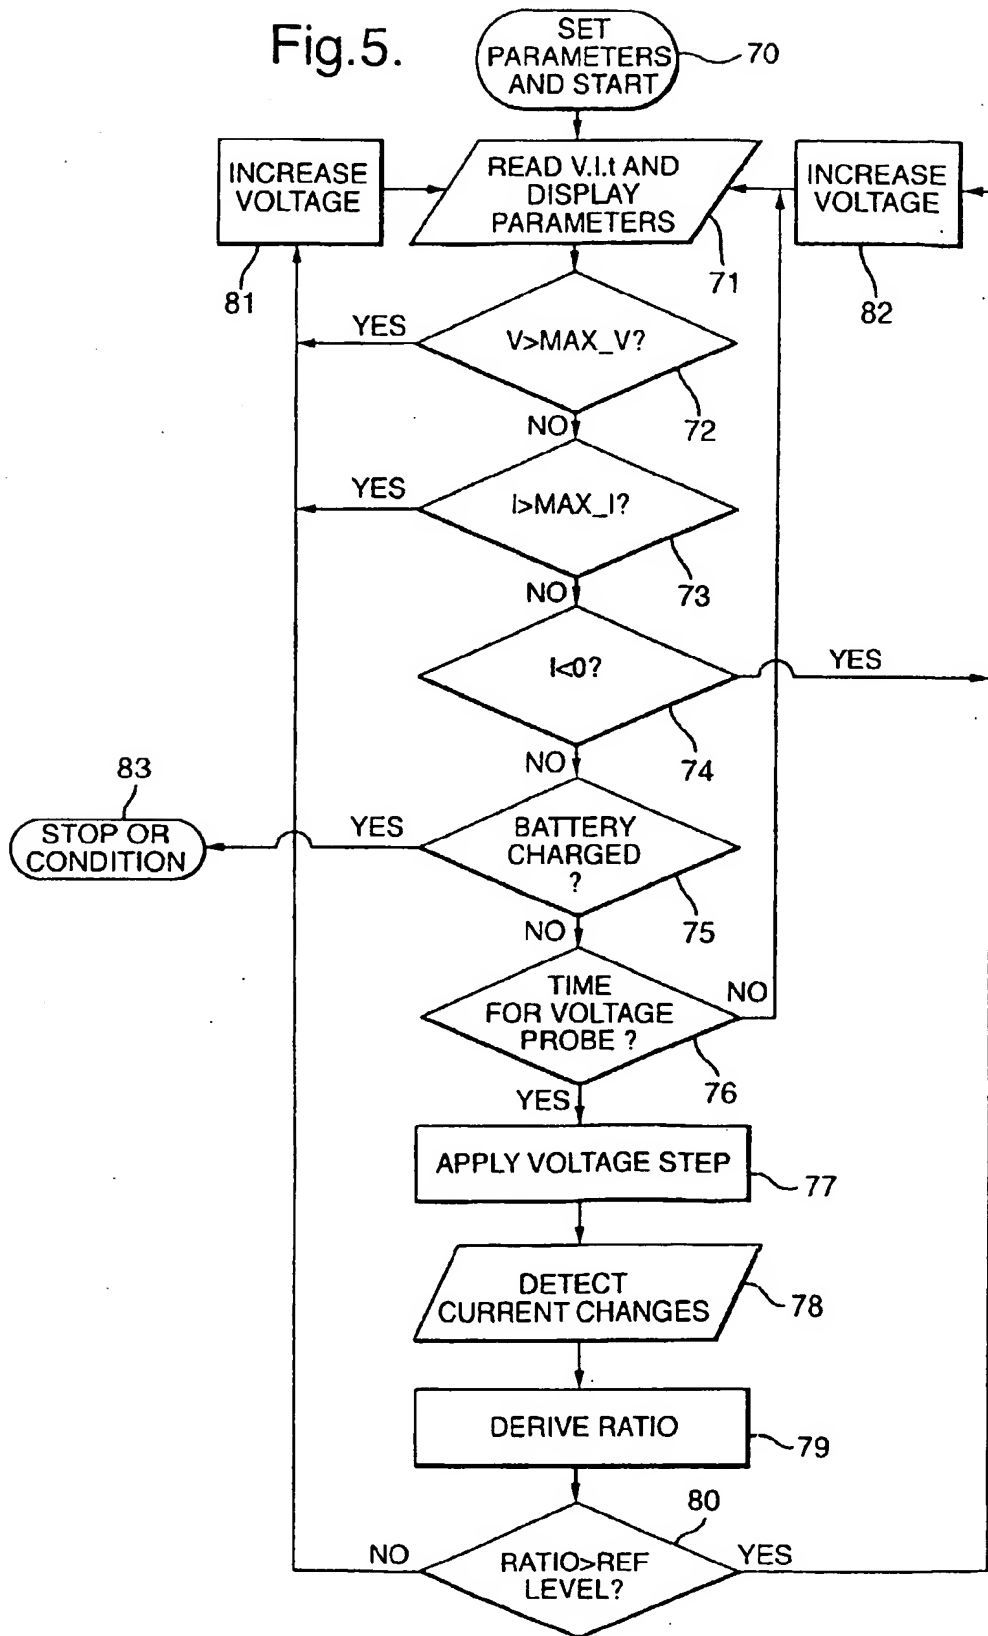 Fig.5.
SET
PARAMETERS
AND START
70
INCREASE
VOLTAGE
81
READ V.I.t AND
DISPLAY
PARAMETERS
71
INCREASE
VOLTAGE
82
YES
V>MAX_V?
72
NO
YES
I>MAX_I?
73
NO
I<0?
YES
74
NO
83
STOP OR
CONDITION
YES
BATTERY
CHARGED
?
75
NO
TIME
FOR VOLTAGE
PROBE ?
NO
76
YES
APPLY VOLTAGE STEP
77
DETECT
CURRENT CHANGES
78
DERIVE RATIO
79
80
NO
RATIO>REF
LEVEL?
YES